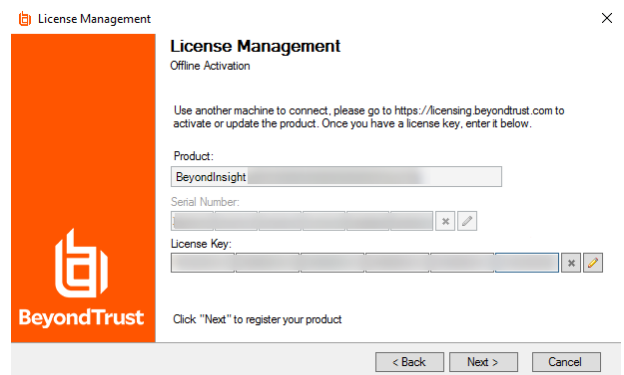 License Management
License Management
Offline Activation
Use another machine to connect, please go to https://licensing.beyondtrust.com to
activate or update the product. Once you have a license key, enter it below.
Product:
BeyondInsight
Serial Number:
License Key:
BeyondTrust
Click "Next" to register your product
< Back
Next >
Cancel